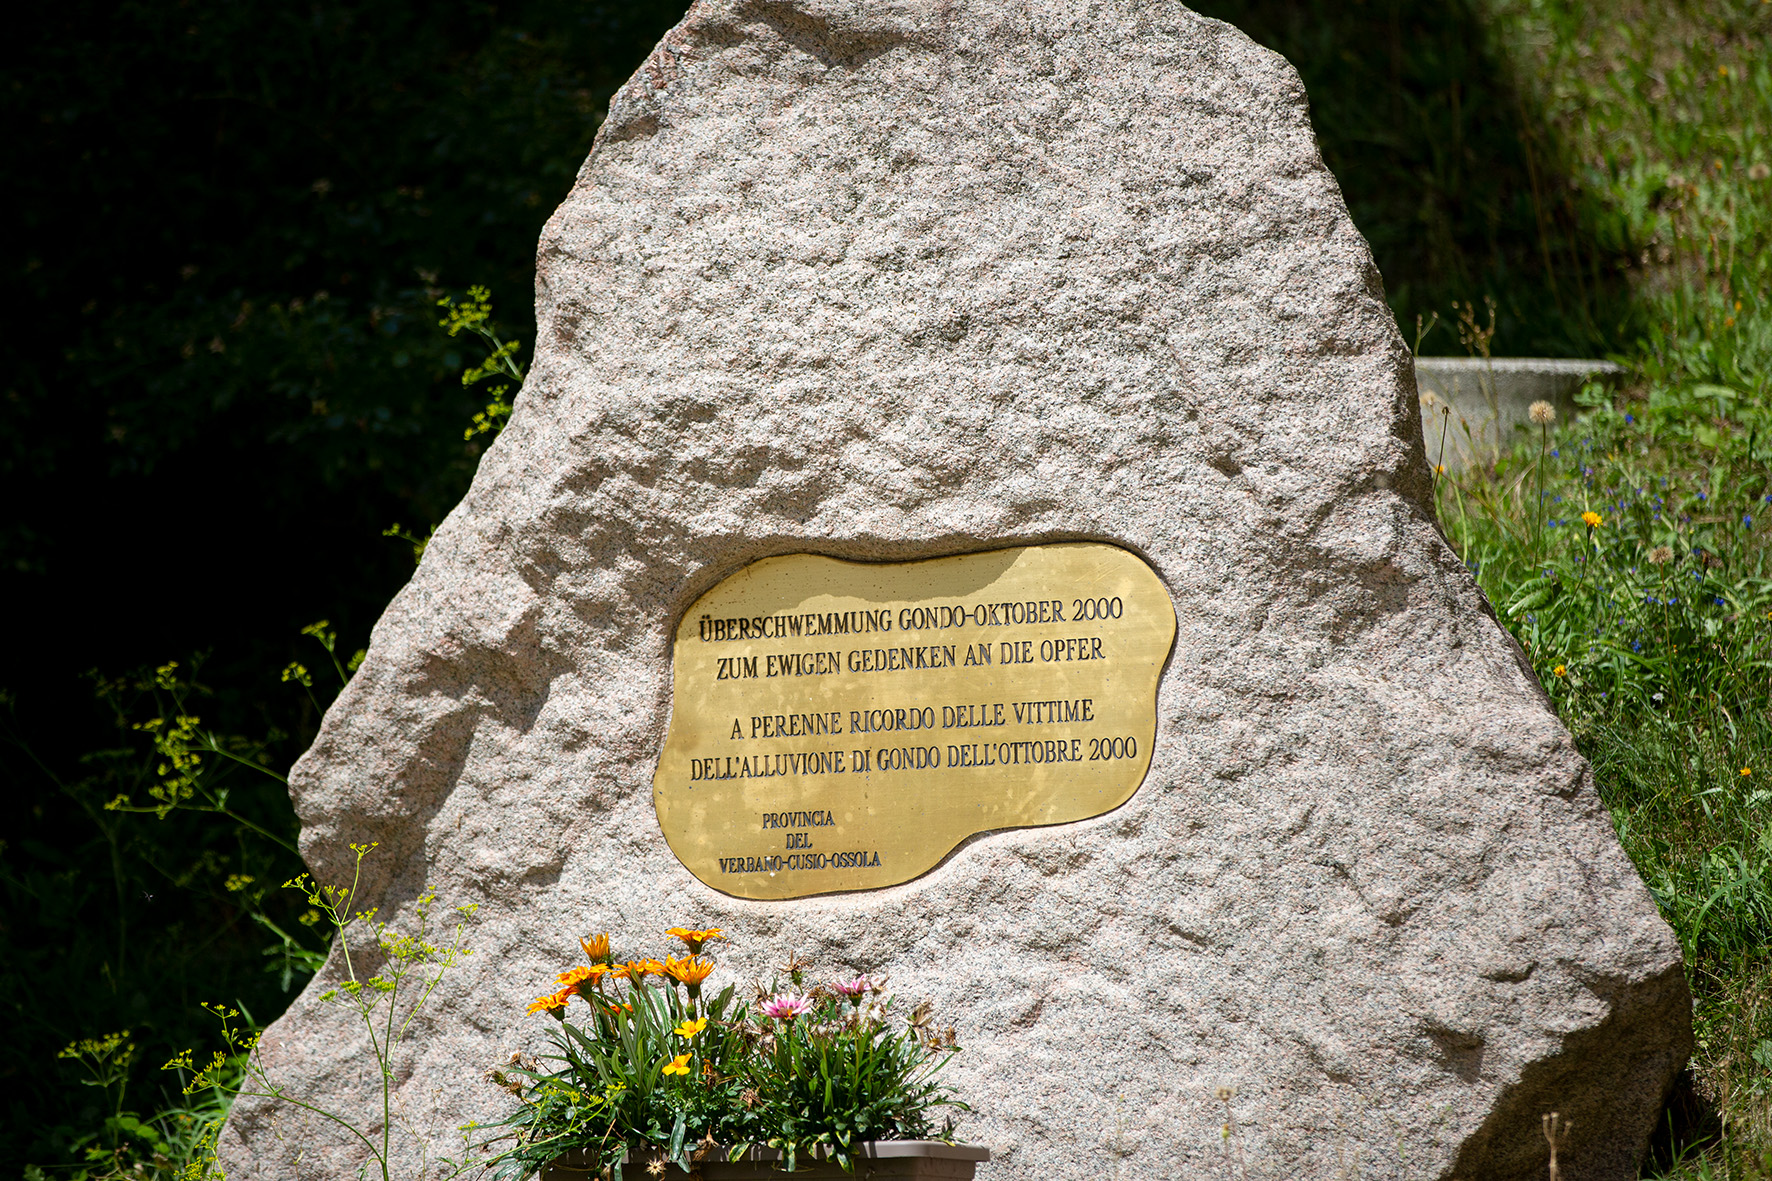 ÜBERSCHWEMMUNG GONDO-OKTOBER 2000
ZUM EWIGEN GEDENKEN AN DIE OPFER
A PERENNE RICORDO DELLE VITTIME
DELL'ALLUVIONE DI GONDO DELL'OTTOBRE 2000
PROVINCIA
DEL
VERBANO-CUSIO-OSSOLA